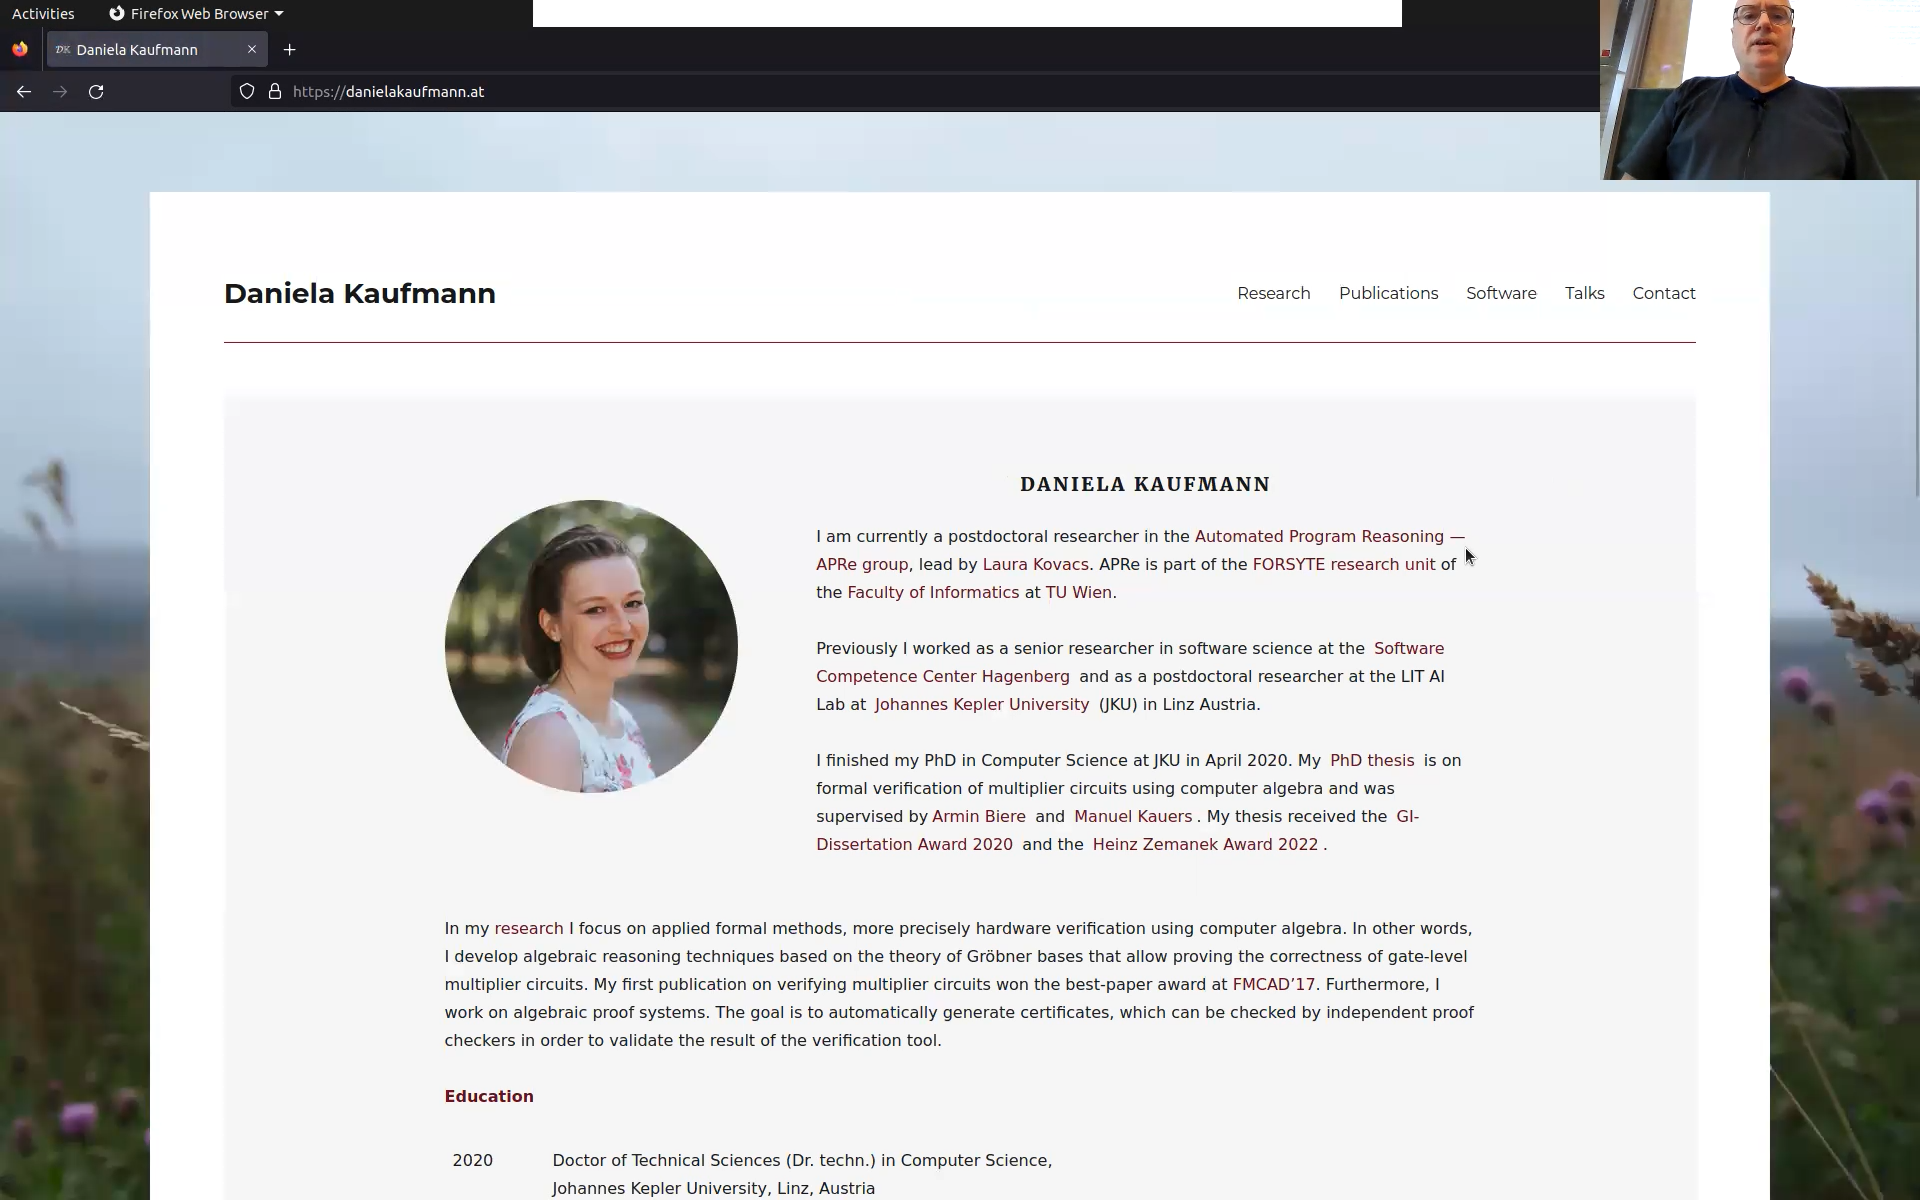 Activities
Firefox Web Browser
DK Daniela Kaufmann
https://danielakaufmann.at
Daniela Kaufmann
Research Publications Software Talks Contact
DANIELA KAUFMANN
I am currently a postdoctoral researcher in the Automated Program Reasoning —
APRe group, lead by Laura Kovacs. APRe is part of the FORSYTE research unit of
the Faculty of Informatics at TU Wien.
Previously I worked as a senior researcher in software science at the Software
Competence Center Hagenberg and as a postdoctoral researcher at the LIT AI
Lab at Johannes Kepler University (JKU) in Linz Austria.
I finished my PhD in Computer Science at JKU in April 2020. My PhD thesis is on
formal verification of multiplier circuits using computer algebra and was
supervised by Armin Biere and Manuel Kauers . My thesis received the GI-
Dissertation Award 2020 and the Heinz Zemanek Award 2022 .
In my research I focus on applied formal methods, more precisely hardware verification using computer algebra. In other words,
I develop algebraic reasoning techniques based on the theory of Gröbner bases that allow proving the correctness of gate-level
multiplier circuits. My first publication on verifying multiplier circuits won the best-paper award at FMCAD’17. Furthermore, I
work on algebraic proof systems. The goal is to automatically generate certificates, which can be checked by independent proof
checkers in order to validate the result of the verification tool.
Education
2020 Doctor of Technical Sciences (Dr. techn.) in Computer Science,
Johannes Kepler University, Linz, Austria